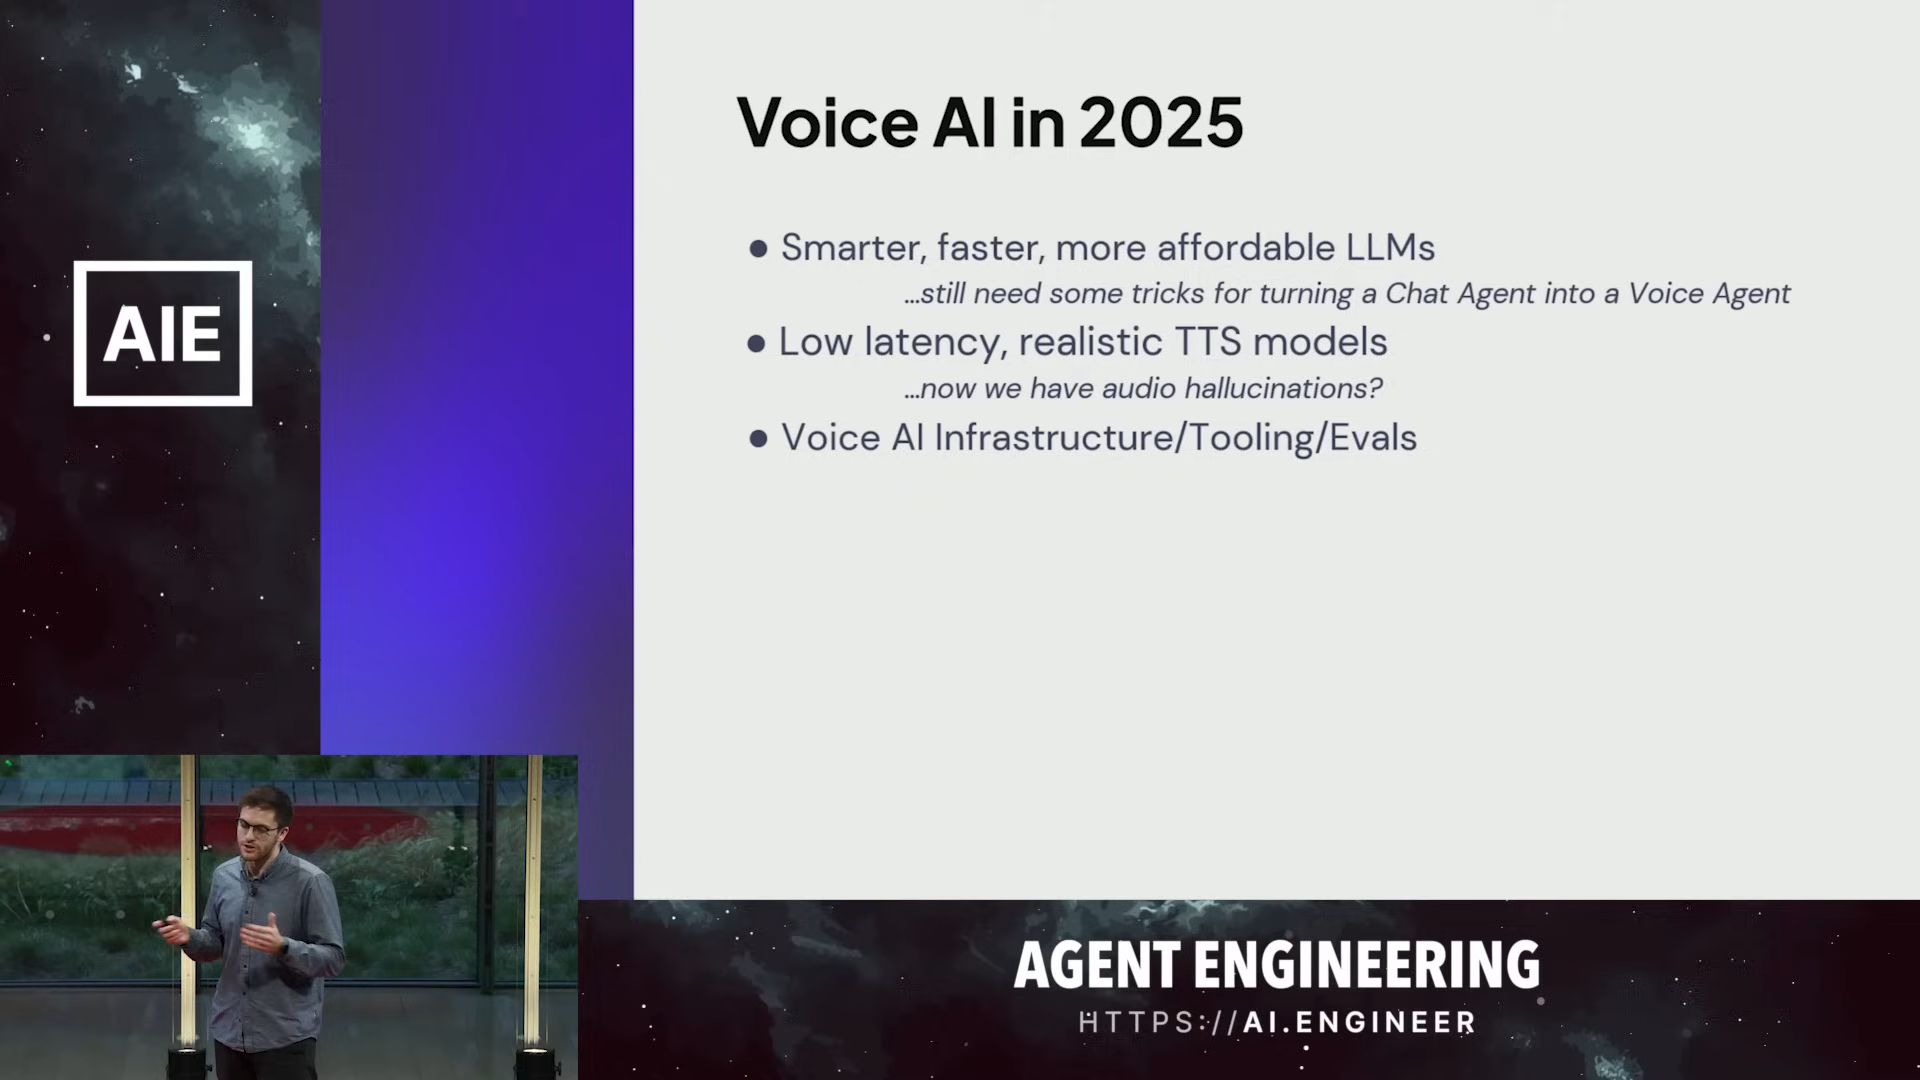 AIE
Voice AI in 2025
● Smarter, faster, more affordable LLMs
...still need some tricks for turning a Chat Agent into a Voice Agent
● Low latency, realistic TTS models
...now we have audio hallucinations?
● Voice AI Infrastructure/Tooling/Evals
AGENT ENGINEERING
HTTPS://AI.ENGINEER